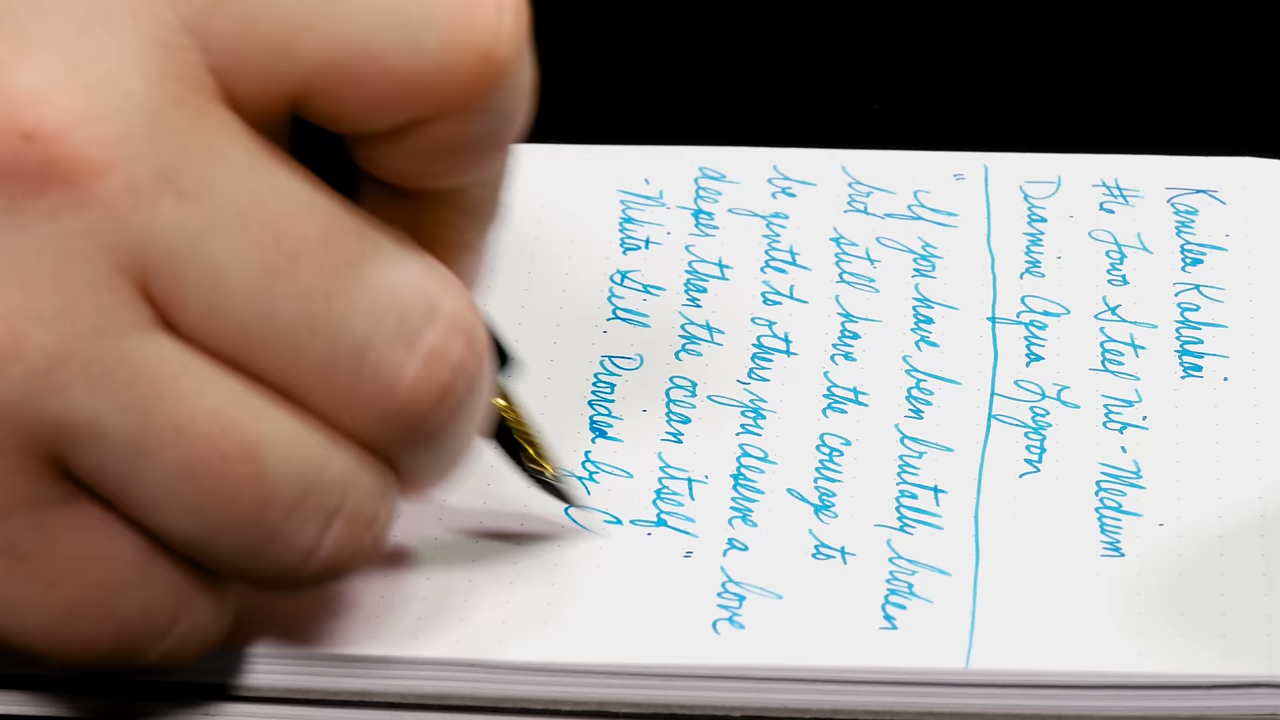 Kanilea Kahakai
#6 Jowo Steel nib - Medium
Diamine Aqua Lagoon
"If you have been brutally broken
but still have the courage to
be gentle to others, you deserve a love
deeper than the ocean itself."
-Nikita Gill. Provided by C